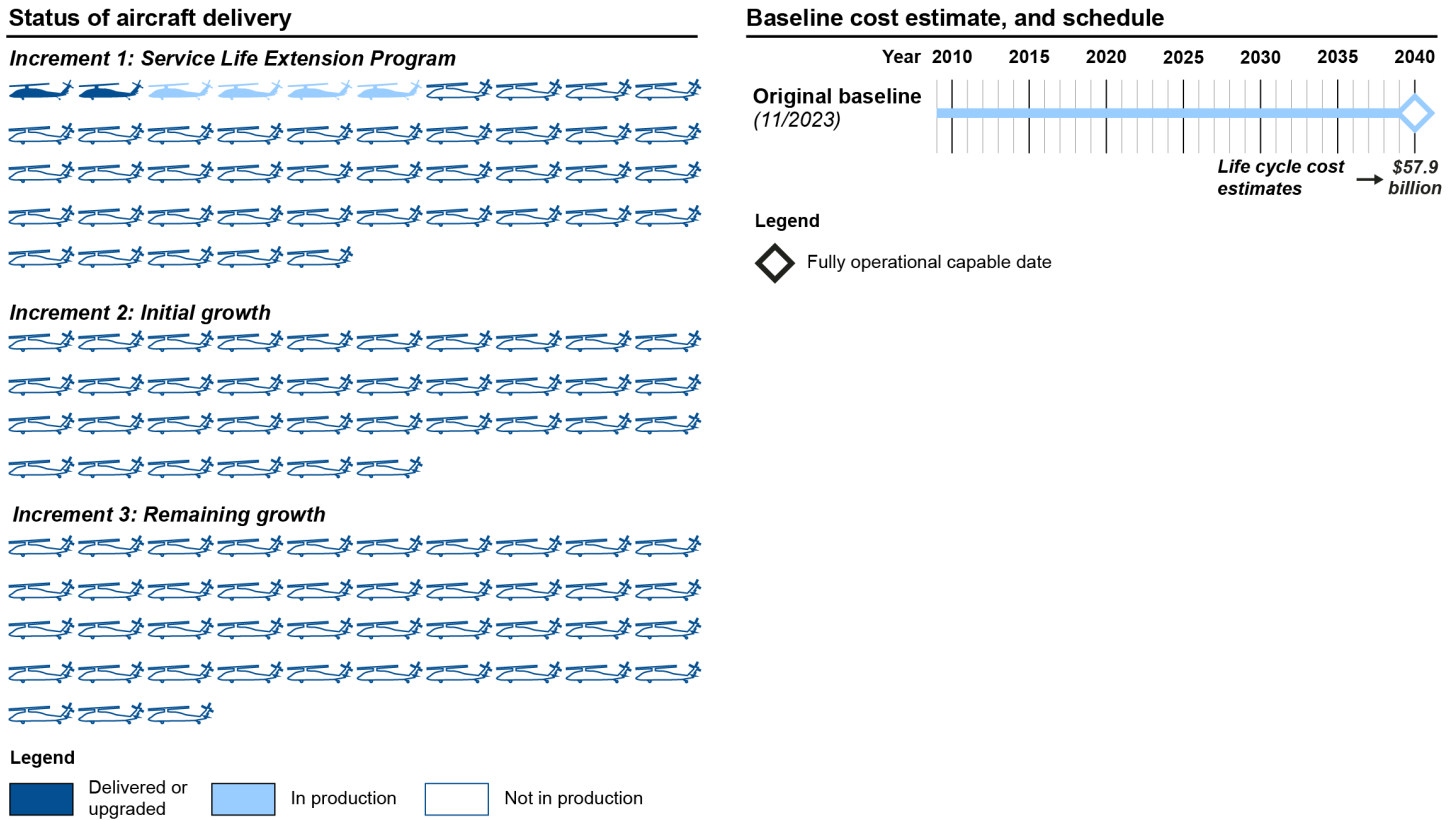 Status of aircraft delivery
Increment 1: Service Life Extension Program
Increment 2: Initial growth
Increment 3: Remaining growth
Legend
Delivered or
upgraded
In production
Not in production
Baseline cost estimate, and schedule
Year 2010 2015 2020 2025 2030 2035 2040
Original baseline
(11/2023)
Life cycle cost
estimates
$57.9
billion
Legend
Fully operational capable date